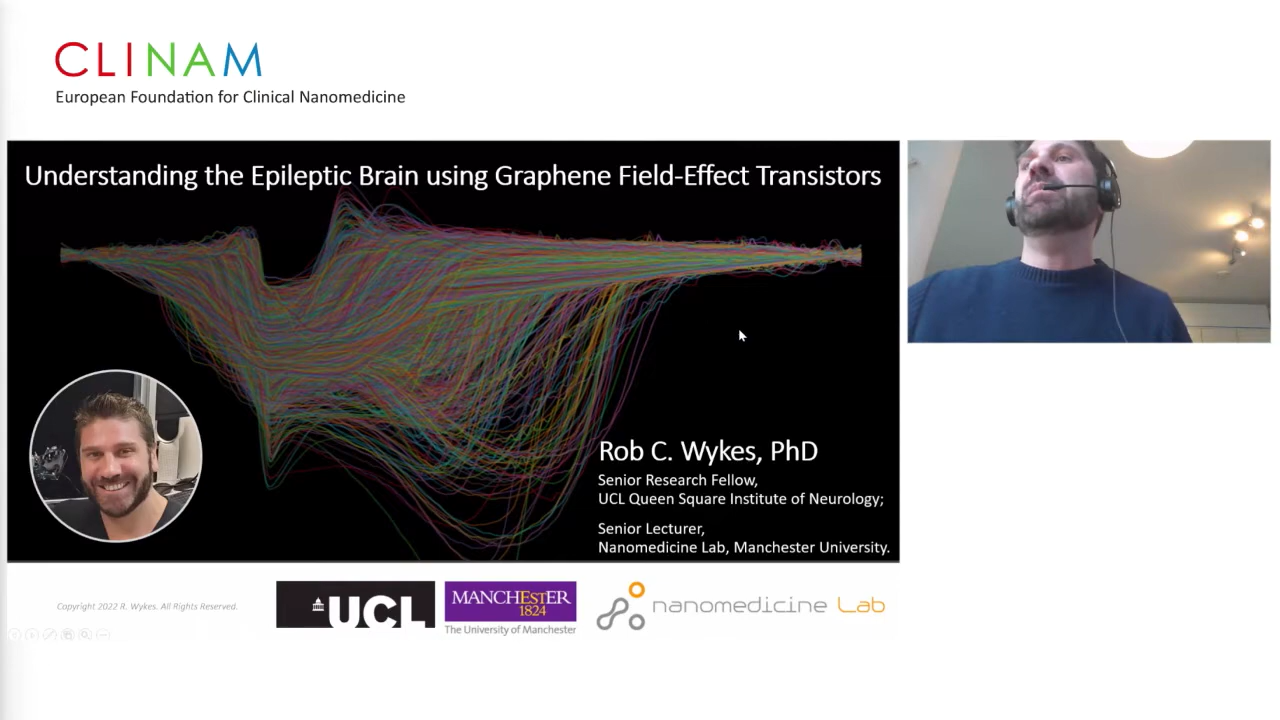 CLINAM
European Foundation for Clinical Nanomedicine
Understanding the Epileptic Brain using Graphene Field-Effect Transistors
Rob C. Wykes, PhD
Senior Research Fellow,
UCL Queen Square Institute of Neurology;
Senior Lecturer,
Nanomedicine Lab, Manchester University.
Copyright 2022 R. Wykes. All Rights Reserved.
UCL
MANCHESTER
1824
The University of Manchester
nanomedicine Lab